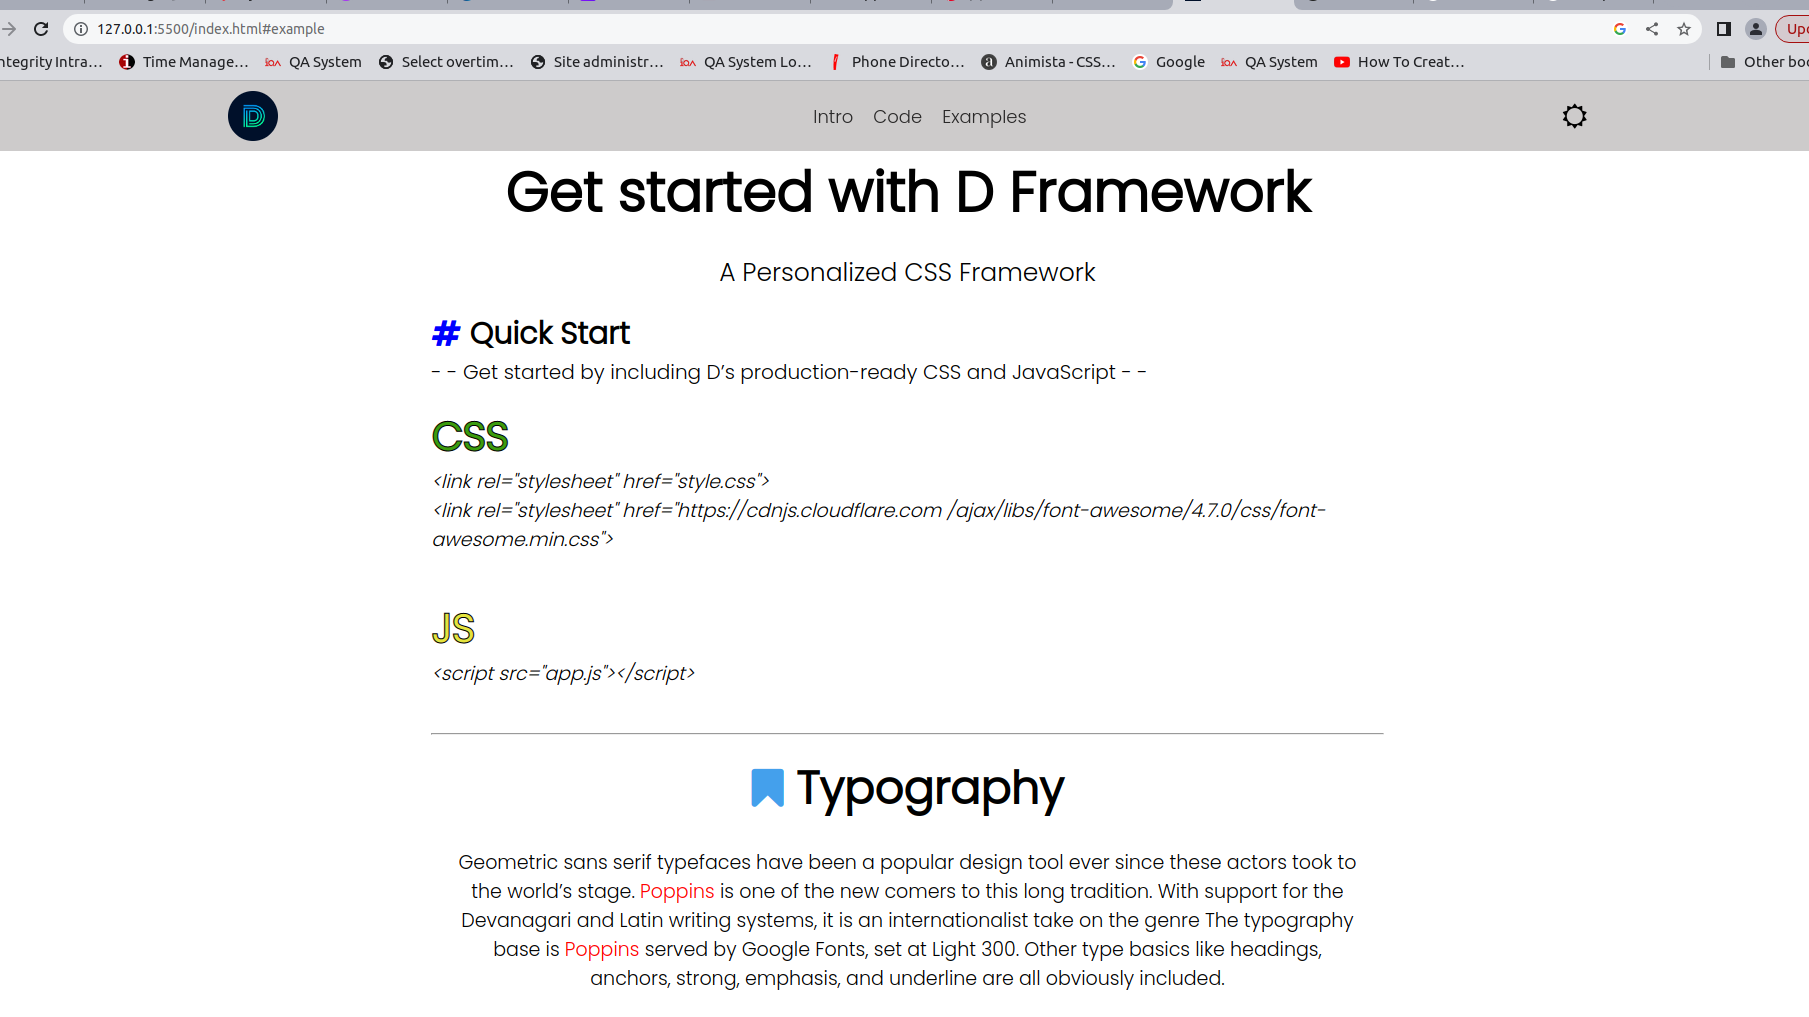 127.0.0.1:5500/index.html#example
ntegrity Intra... Time Manage... QA System Select overtim... Site administr... QA System Lo... Phone Directo... Animista - CSS... Google QA System How To Creat... Other boo
D Intro Code Examples
Get started with D Framework
A Personalized CSS Framework
# Quick Start
- - Get started by including D’s production-ready CSS and JavaScript - -
CSS
<link rel="stylesheet" href="style.css">
<link rel="stylesheet" href="https://cdnjs.cloudflare.com /ajax/libs/font-awesome/4.7.0/css/font-
awesome.min.css">
JS
<script src="app.js"></script>
Typography
Geometric sans serif typefaces have been a popular design tool ever since these actors took to
the world’s stage. Poppins is one of the new comers to this long tradition. With support for the
Devanagari and Latin writing systems, it is an internationalist take on the genre The typography
base is Poppins served by Google Fonts, set at Light 300. Other type basics like headings,
anchors, strong, emphasis, and underline are all obviously included.